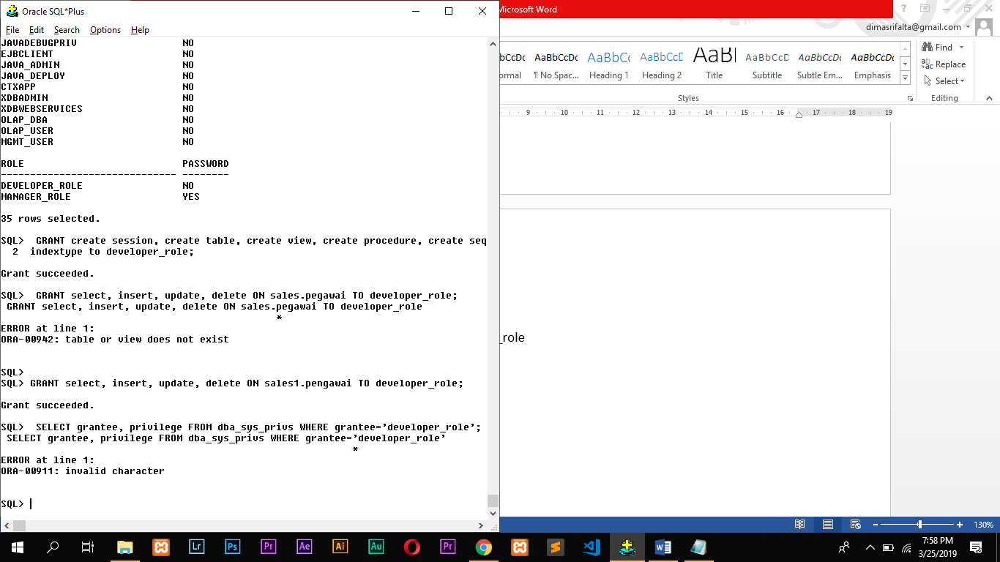 Oracle SQL*Plus
File Edit Search Options Help
JAVADEBUGPRIV NO
EJBCLIENT NO
JAVA_ADMIN NO
JAVA_DEPLOY NO
CTXAPP NO
XDBADMIN NO
XDBWEBSERVICES NO
OLAP_DBA NO
OLAP_USER NO
MGMT_USER NO
ROLE PASSWORD
------------------------------ --------
DEVELOPER_ROLE NO
MANAGER_ROLE YES
35 rows selected.
SQL>  GRANT create session, create table, create view, create procedure, create seq
2  indextype to developer_role;
Grant succeeded.
SQL>  GRANT select, insert, update, delete ON sales.pegawai TO developer_role;
GRANT select, insert, update, delete ON sales.pegawai TO developer_role
*
ERROR at line 1:
ORA-00942: table or view does not exist
SQL>
SQL> GRANT select, insert, update, delete ON sales1.pengawai TO developer_role;
Grant succeeded.
SQL>  SELECT grantee, privilege FROM dba_sys_privs WHERE grantee=’developer_role’;
SELECT grantee, privilege FROM dba_sys_privs WHERE grantee=’developer_role’
*
ERROR at line 1:
ORA-00911: invalid character
SQL>
Microsoft Word
?
dimasrifalta@gmail.com
AaBbCcDc AaBbCc AaBbCcD AaB AaBbCcD AaBbCcDc AaBbCcDc
ormal ¶ No Spac... Heading 1 Heading 2 Title Subtitle Subtle Em... Emphasis
Styles
Find
Replace
Select
Editing
9 10 11 12 13 14 15 16 17 18 19
_role
130%
Lr Ps Pr Ae Ai Au Pr
7:58 PM
3/25/2019